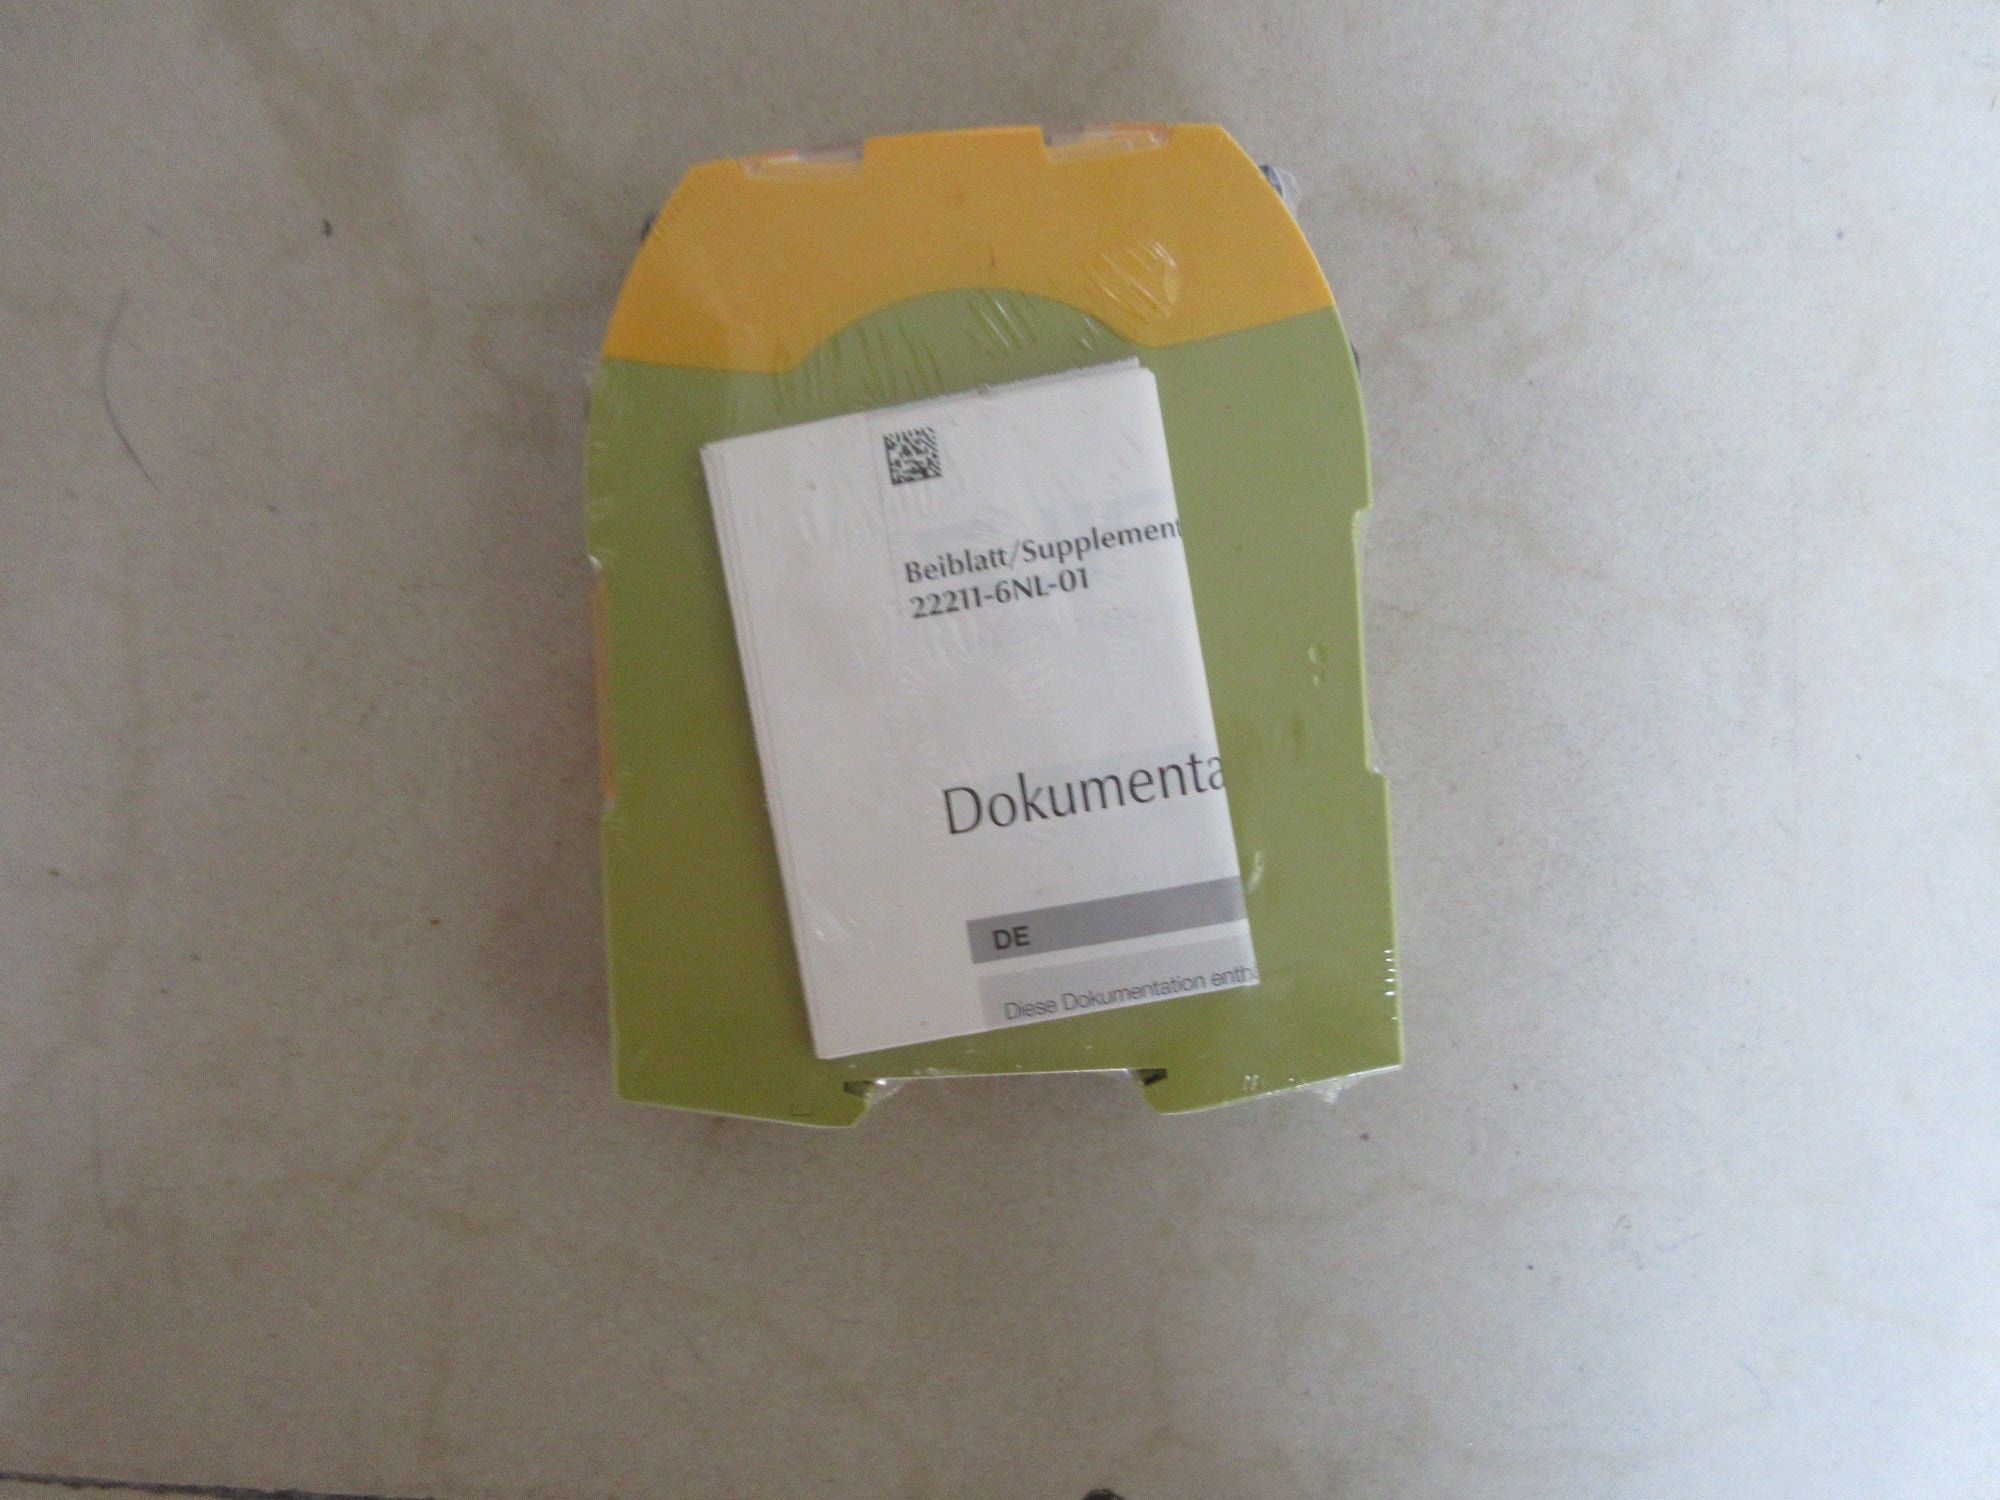 Beiblatt/Supplement
22211-6NL-01
Dokumenta
DE
Diese Dokumentation enth